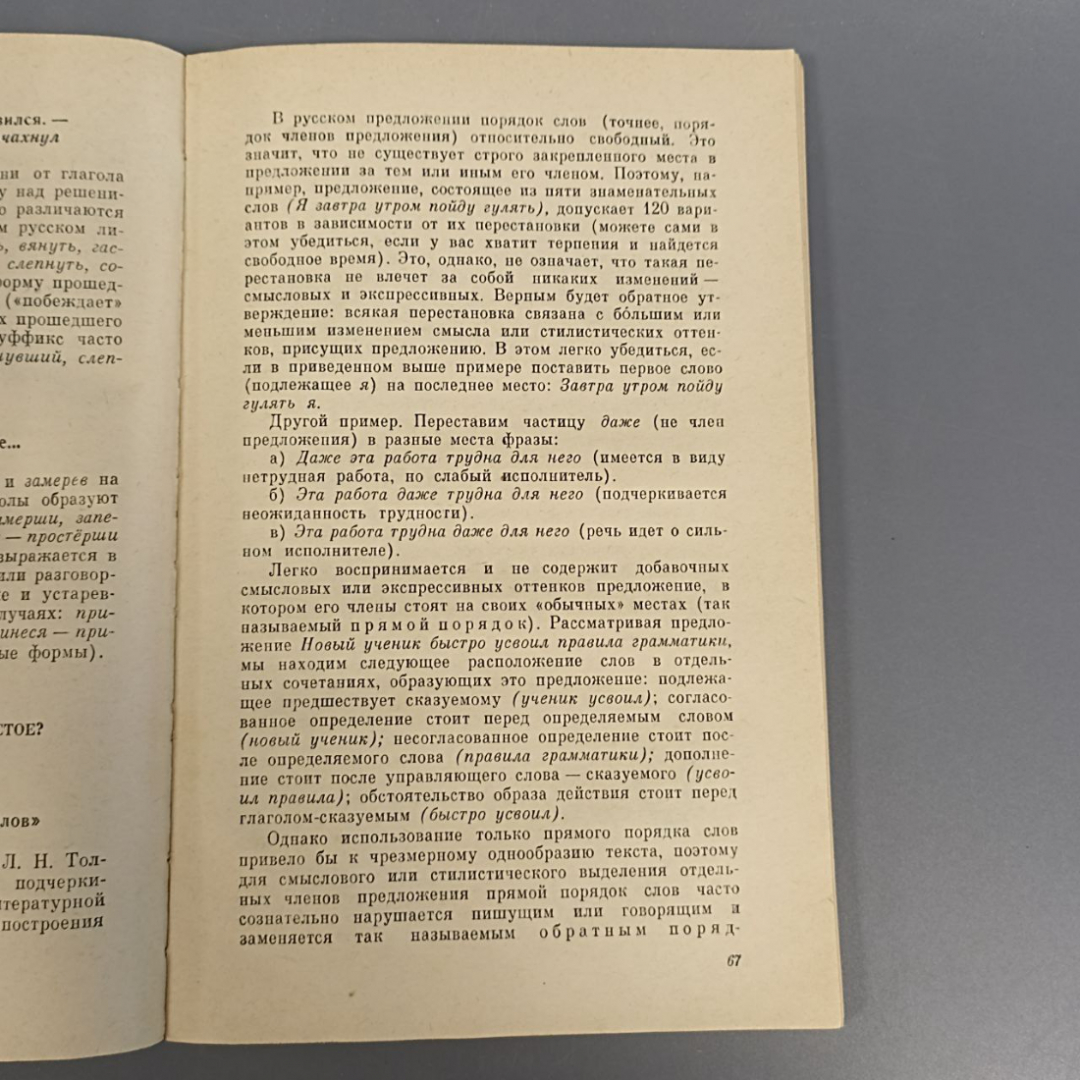 вился. —
чахнул
ни от глагола
у над решени-
о различаются
м русском ли-
ь, вянуть, гас-
слепнуть, со-
форму прошед-
(«побеждает»
х прошедшего
уффикс часто
нувший, слеп-
е...
и замерев на
олы образуют
мерши, запе-
— простёрши
выражается в
или разговор-
е и устарев-
лучаях: при-
шинеся — при-
ые формы).
СТОЕ?
лов»
Л. Н. Тол-
подчерки-
итературной
построения
В русском предложении порядок слов (точнее, поря-
док членов предложения) относительно свободный. Это
значит, что не существует строго закрепленного места в
предложении за тем или иным его членом. Поэтому, на-
пример, предложение, состоящее из пяти знаменательных
слов (Я завтра утром пойду гулять), допускает 120 вари-
антов в зависимости от их перестановки (можете сами в
этом убедиться, если у вас хватит терпения и найдется
свободное время). Это, однако, не означает, что такая пе-
рестановка не влечет за собой никаких изменений —
смысловых и экспрессивных. Верным будет обратное ут-
верждение: всякая перестановка связана с бо́льшим или
меньшим изменением смысла или стилистических оттен-
ков, присущих предложению. В этом легко убедиться, ес-
ли в приведенном выше примере поставить первое слово
(подлежащее я) на последнее место: Завтра утром пойду
гулять я.
Другой пример. Переставим частицу даже (не член
предложения) в разные места фразы:
а) Даже эта работа трудна для него (имеется в виду
нетрудная работа, но слабый исполнитель).
б) Эта работа даже трудна для него (подчеркивается
неожиданность трудности).
в) Эта работа трудна даже для него (речь идет о силь-
ном исполнителе).
Легко воспринимается и не содержит добавочных
смысловых или экспрессивных оттенков предложение, в
котором его члены стоят на своих «обычных» местах (так
называемый прямой порядок). Рассматривая предло-
жение Новый ученик быстро усвоил правила грамматики,
мы находим следующее расположение слов в отдель-
ных сочетаниях, образующих это предложение: подлежа-
щее предшествует сказуемому (ученик усвоил); согласо-
ванное определение стоит перед определяемым словом
(новый ученик); несогласованное определение стоит пос-
ле определяемого слова (правила грамматики); дополне-
ние стоит после управляющего слова — сказуемого (усво-
ил правила); обстоятельство образа действия стоит перед
глаголом-сказуемым (быстро усвоил).
Однако использование только прямого порядка слов
привело бы к чрезмерному однообразию текста, поэтому
для смыслового или стилистического выделения отдель-
ных членов предложения прямой порядок слов часто
сознательно нарушается пишущим или говорящим и
заменяется так называемым обратным поряд-
67